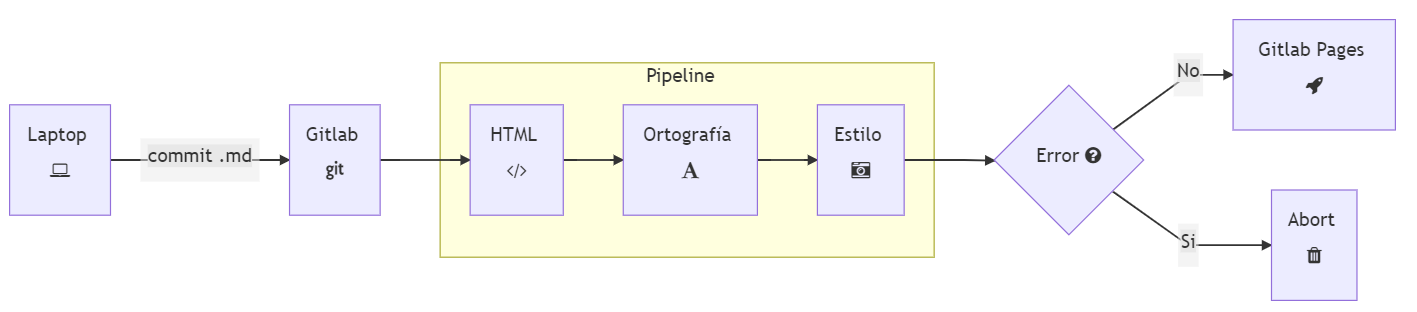 Laptop
commit .md
Gitlab
git
Pipeline
HTML
</>
Ortografía
A
Estilo
Error ?
No
Gitlab Pages
Si
Abort